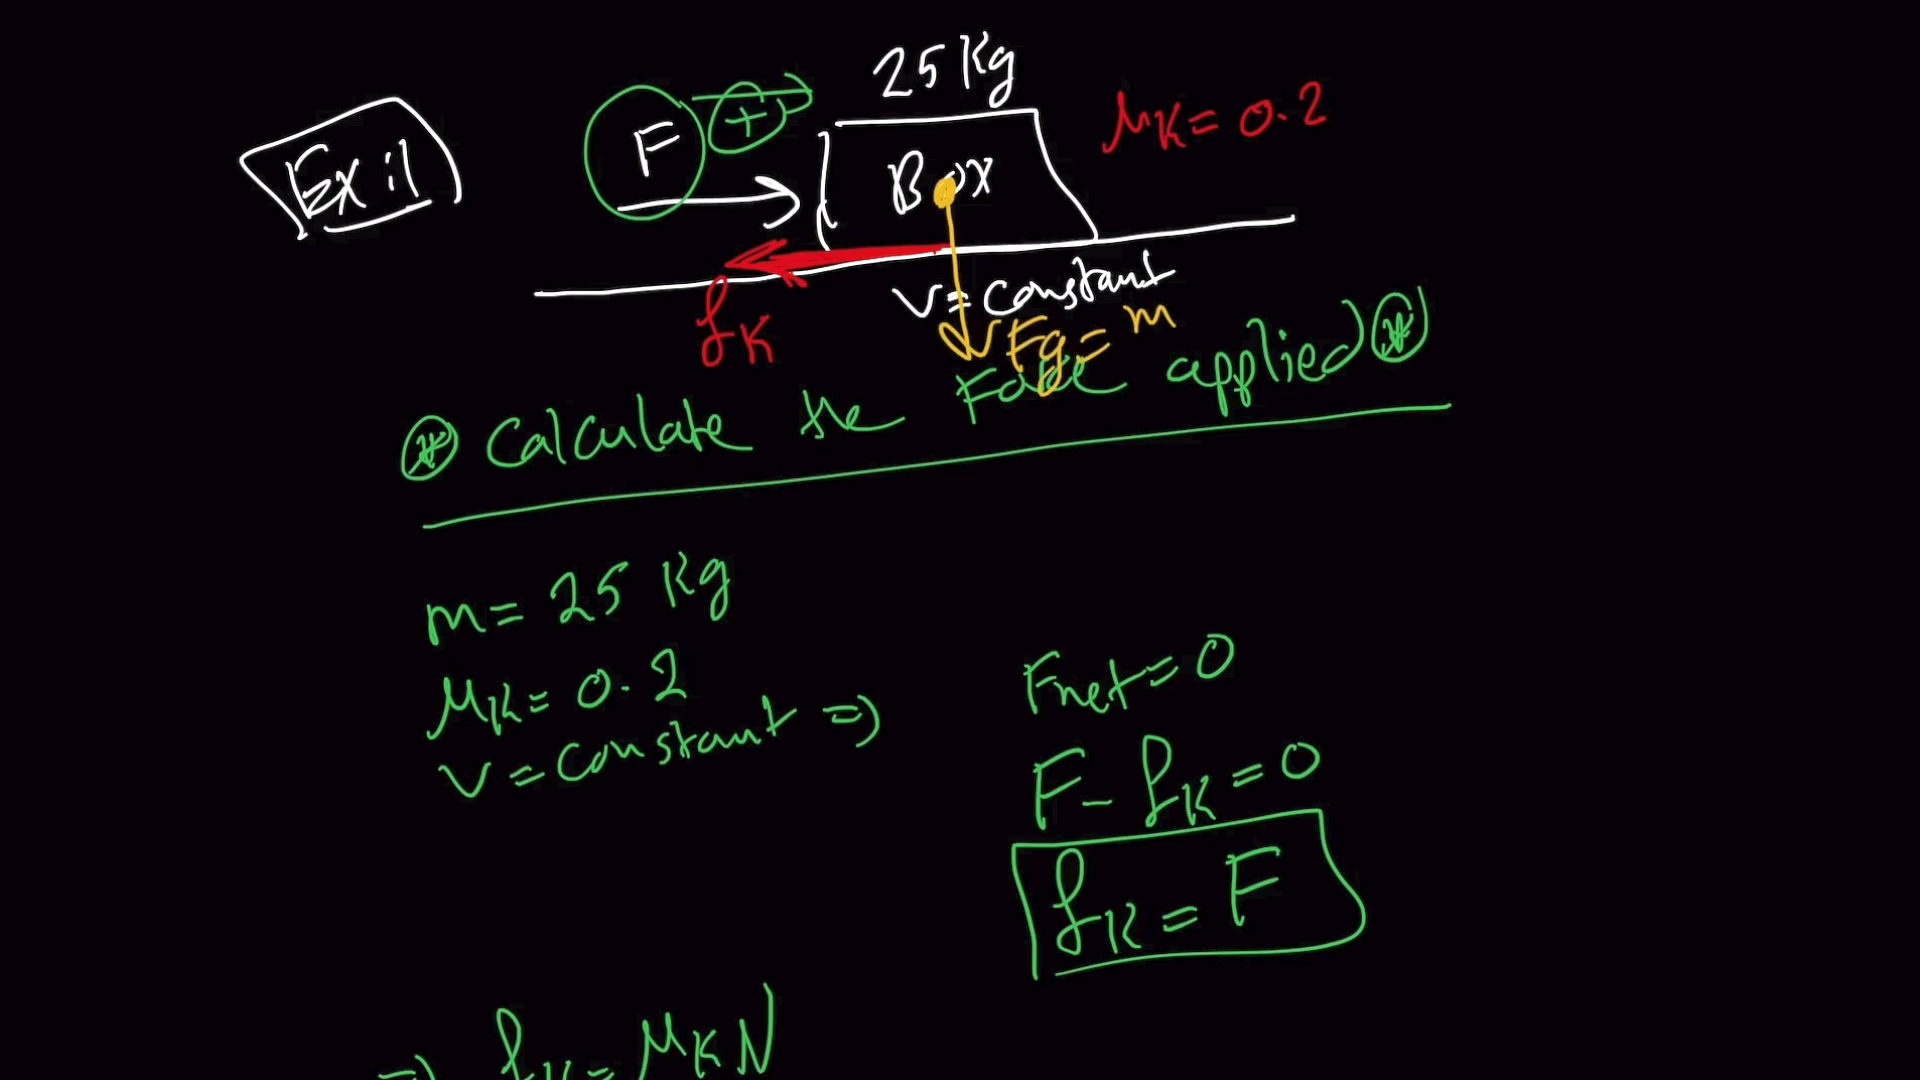 Ex:1
F + 25 Kg
Box
μK = 0.2
fK
V = Constant
Fg = m
* Calculate the Force applied *
m = 25 Kg
μK = 0.2
V = Constant =>
Fnet = 0
F - fK = 0
fK = F
=> fK = μK N